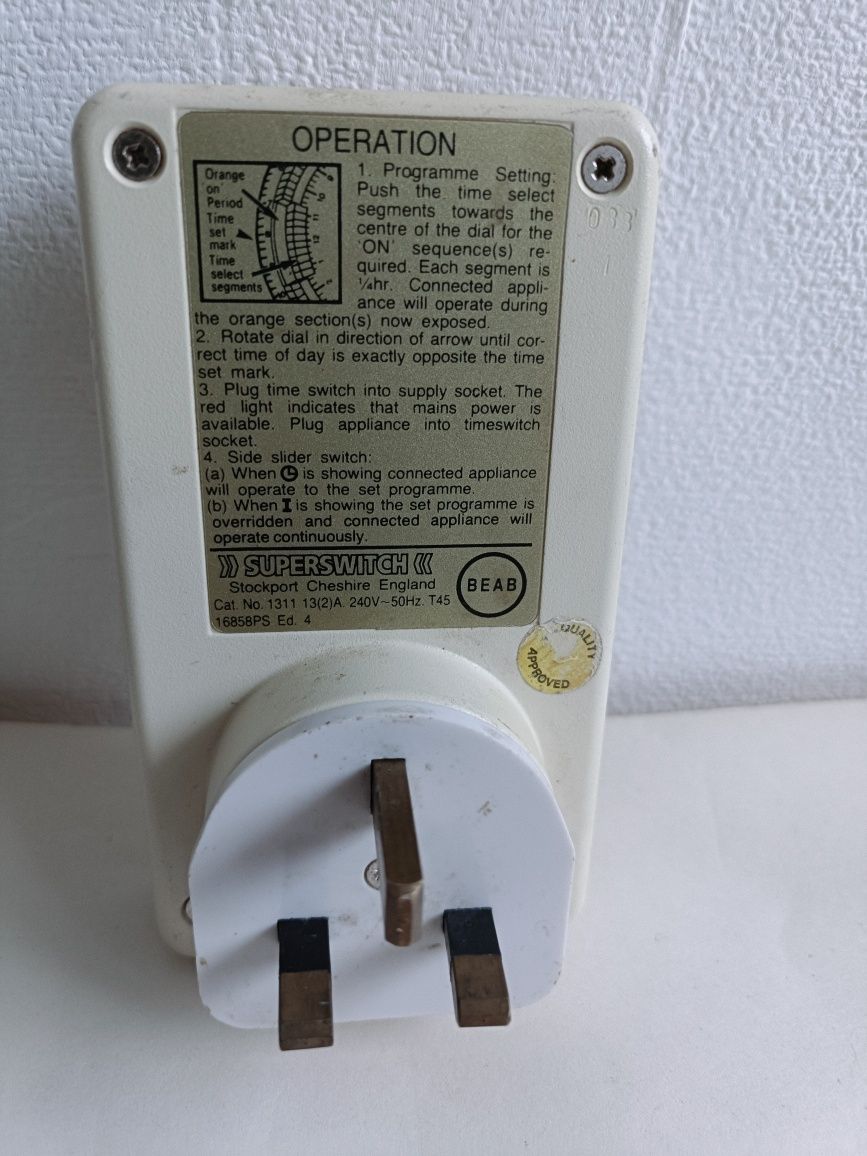 OPERATION
Orange
on
Period
Time
set
mark
Time
select
segments
1. Programme Setting:
Push the time select
segments towards the
centre of the dial for the
'ON' sequence(s) re-
quired. Each segment is
¼hr. Connected appli-
ance will operate during
the orange section(s) now exposed.
2. Rotate dial in direction of arrow until cor-
rect time of day is exactly opposite the time
set mark.
3. Plug time switch into supply socket. The
red light indicates that mains power is
available. Plug appliance into timeswitch
socket.
4. Side slider switch:
(a) When is showing connected appliance
will operate to the set programme.
(b) When I is showing the set programme is
overridden and connected appliance will
operate continuously.
SUPERSWITCH
Stockport Cheshire England
Cat. No. 1311 13(2)A. 240V~50Hz. T45
16858PS Ed. 4
BEAB
QUALITY
APPROVED